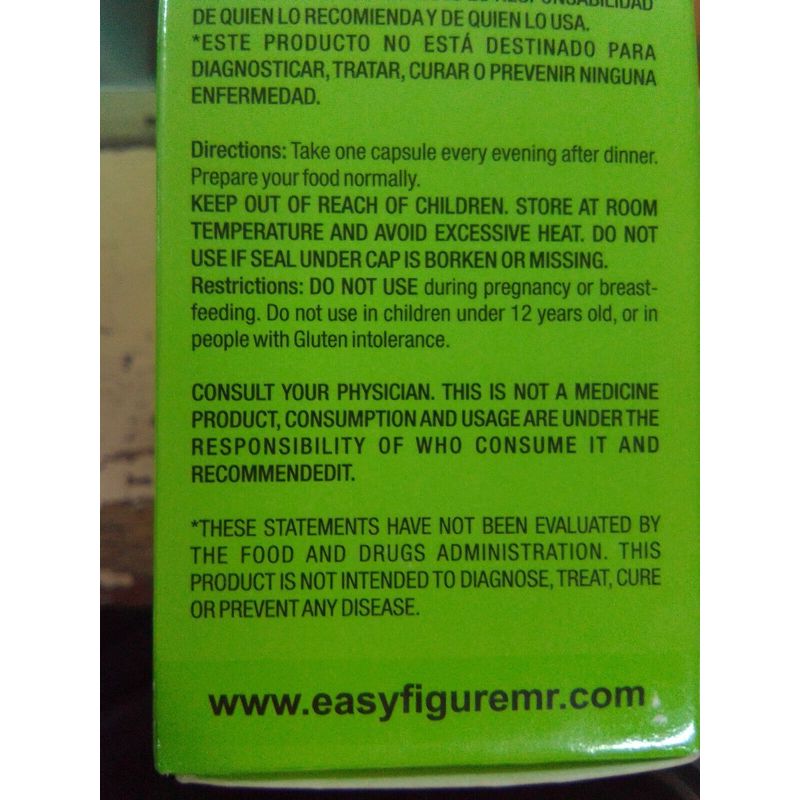 RESPONSABILIDAD
DE QUIEN LO RECOMIENDA Y DE QUIEN LO USA.
*ESTE PRODUCTO NO ESTÁ DESTINADO PARA
DIAGNOSTICAR, TRATAR, CURAR O PREVENIR NINGUNA
ENFERMEDAD.
Directions: Take one capsule every evening after dinner.
Prepare your food normally.
KEEP OUT OF REACH OF CHILDREN. STORE AT ROOM
TEMPERATURE AND AVOID EXCESSIVE HEAT. DO NOT
USE IF SEAL UNDER CAP IS BORKEN OR MISSING.
Restrictions: DO NOT USE during pregnancy or breast-
feeding. Do not use in children under 12 years old, or in
people with Gluten intolerance.
CONSULT YOUR PHYSICIAN. THIS IS NOT A MEDICINE
PRODUCT, CONSUMPTION AND USAGE ARE UNDER THE
RESPONSIBILITY OF WHO CONSUME IT AND
RECOMMENDEDIT.
*THESE STATEMENTS HAVE NOT BEEN EVALUATED BY
THE FOOD AND DRUGS ADMINISTRATION. THIS
PRODUCT IS NOT INTENDED TO DIAGNOSE, TREAT, CURE
OR PREVENT ANY DISEASE.
www.easyfiguremr.com